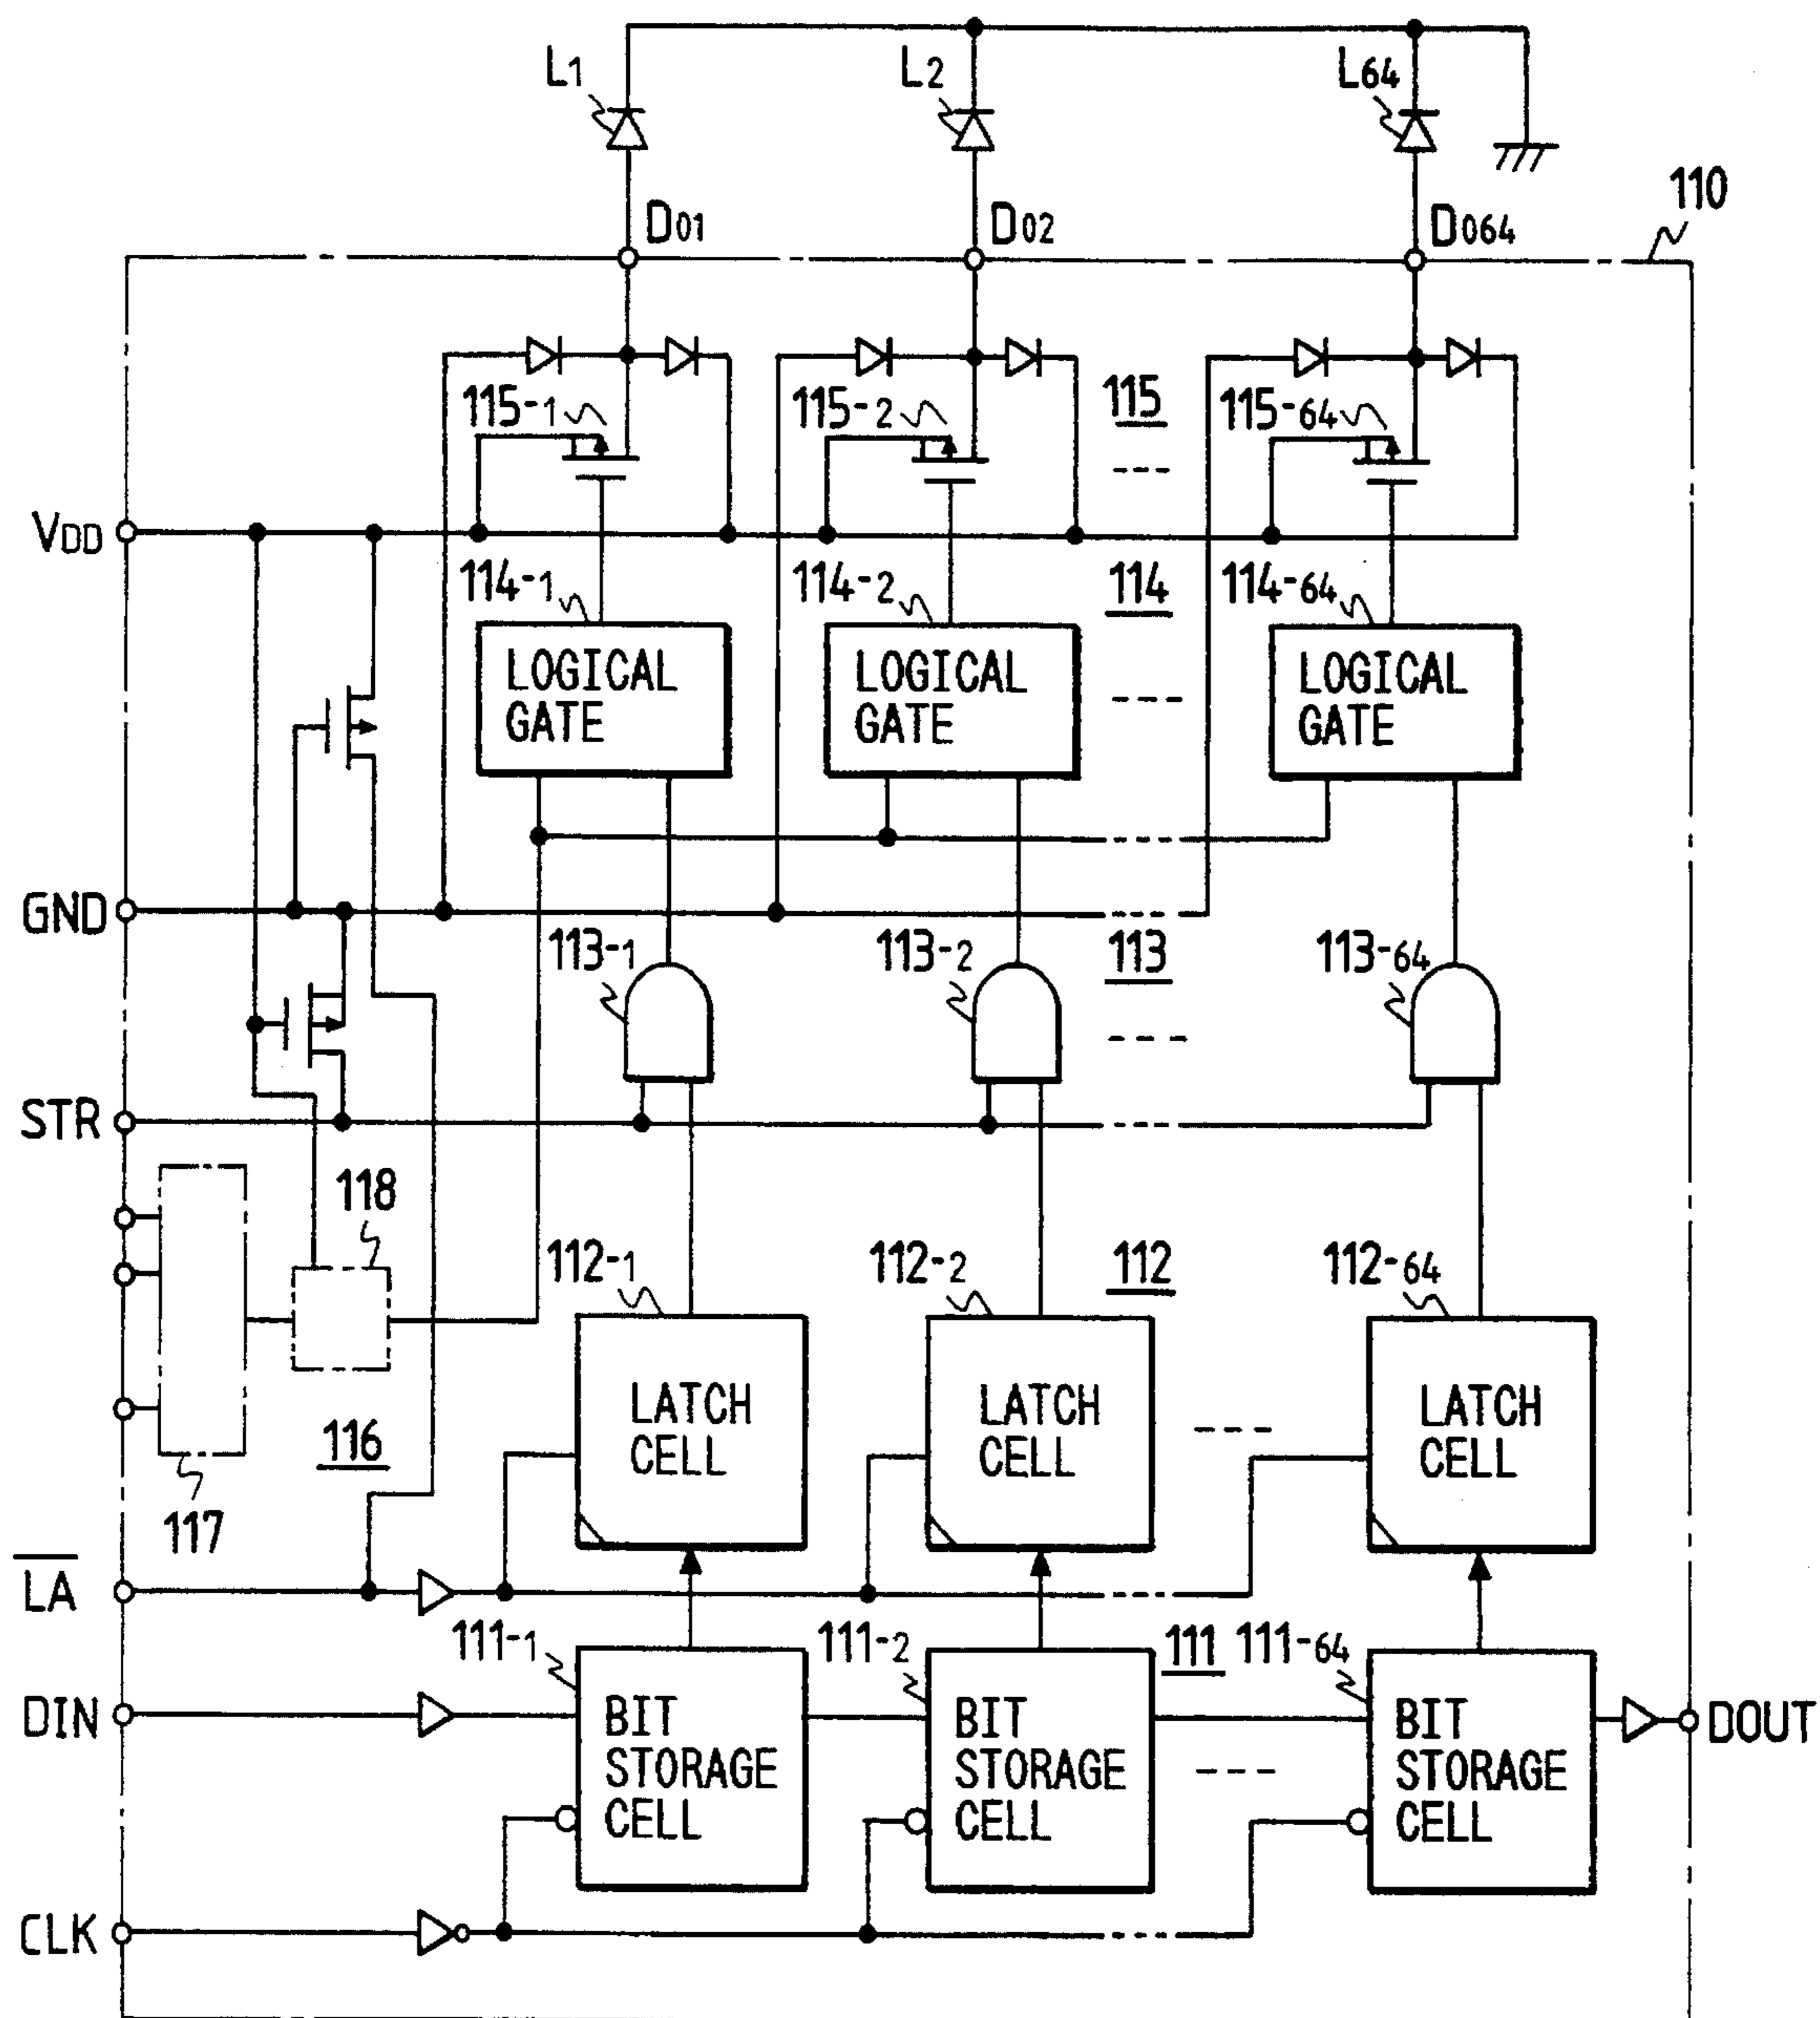 L1
L2
L64
110
D01
D02
D064
115-1
115-2
115
115-64
VDD
114-1
114-2
114
114-64
LOGICAL
GATE
LOGICAL
GATE
LOGICAL
GATE
GND
113-1
113-2
113
113-64
STR
118
112-1
112-2
112
112-64
LATCH
CELL
LATCH
CELL
LATCH
CELL
116
117
LA
111-1
111-2
111
111-64
DIN
BIT
STORAGE
CELL
BIT
STORAGE
CELL
BIT
STORAGE
CELL
DOUT
CLK